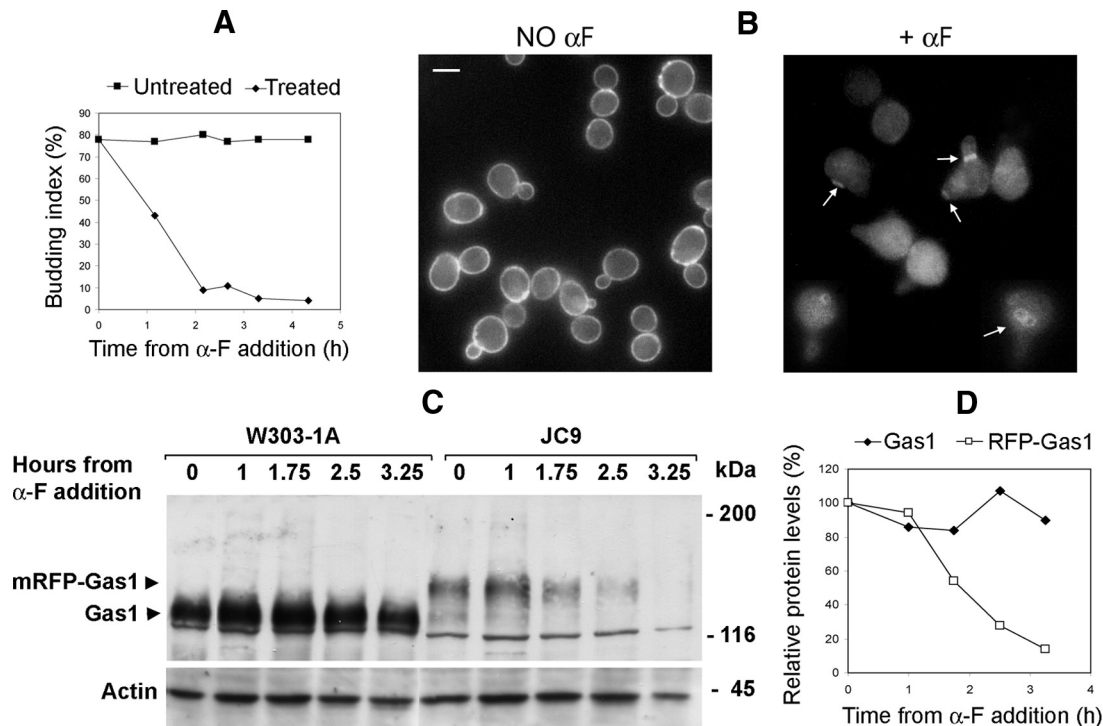 A
Untreated Treated
Budding index (%)
90
80
70
60
50
40
30
20
10
0
0 1 2 3 4 5
Time from α-F addition (h)
B
NO αF
+ αF
C
W303-1A JC9
Hours from
α-F addition
0 1 1.75 2.5 3.25 0 1 1.75 2.5 3.25 kDa
- 200
mRFP-Gas1
Gas1
- 116
Actin
- 45
D
Gas1 RFP-Gas1
Relative protein levels (%)
120
100
80
60
40
20
0
0 1 2 3 4
Time from α-F addition (h)